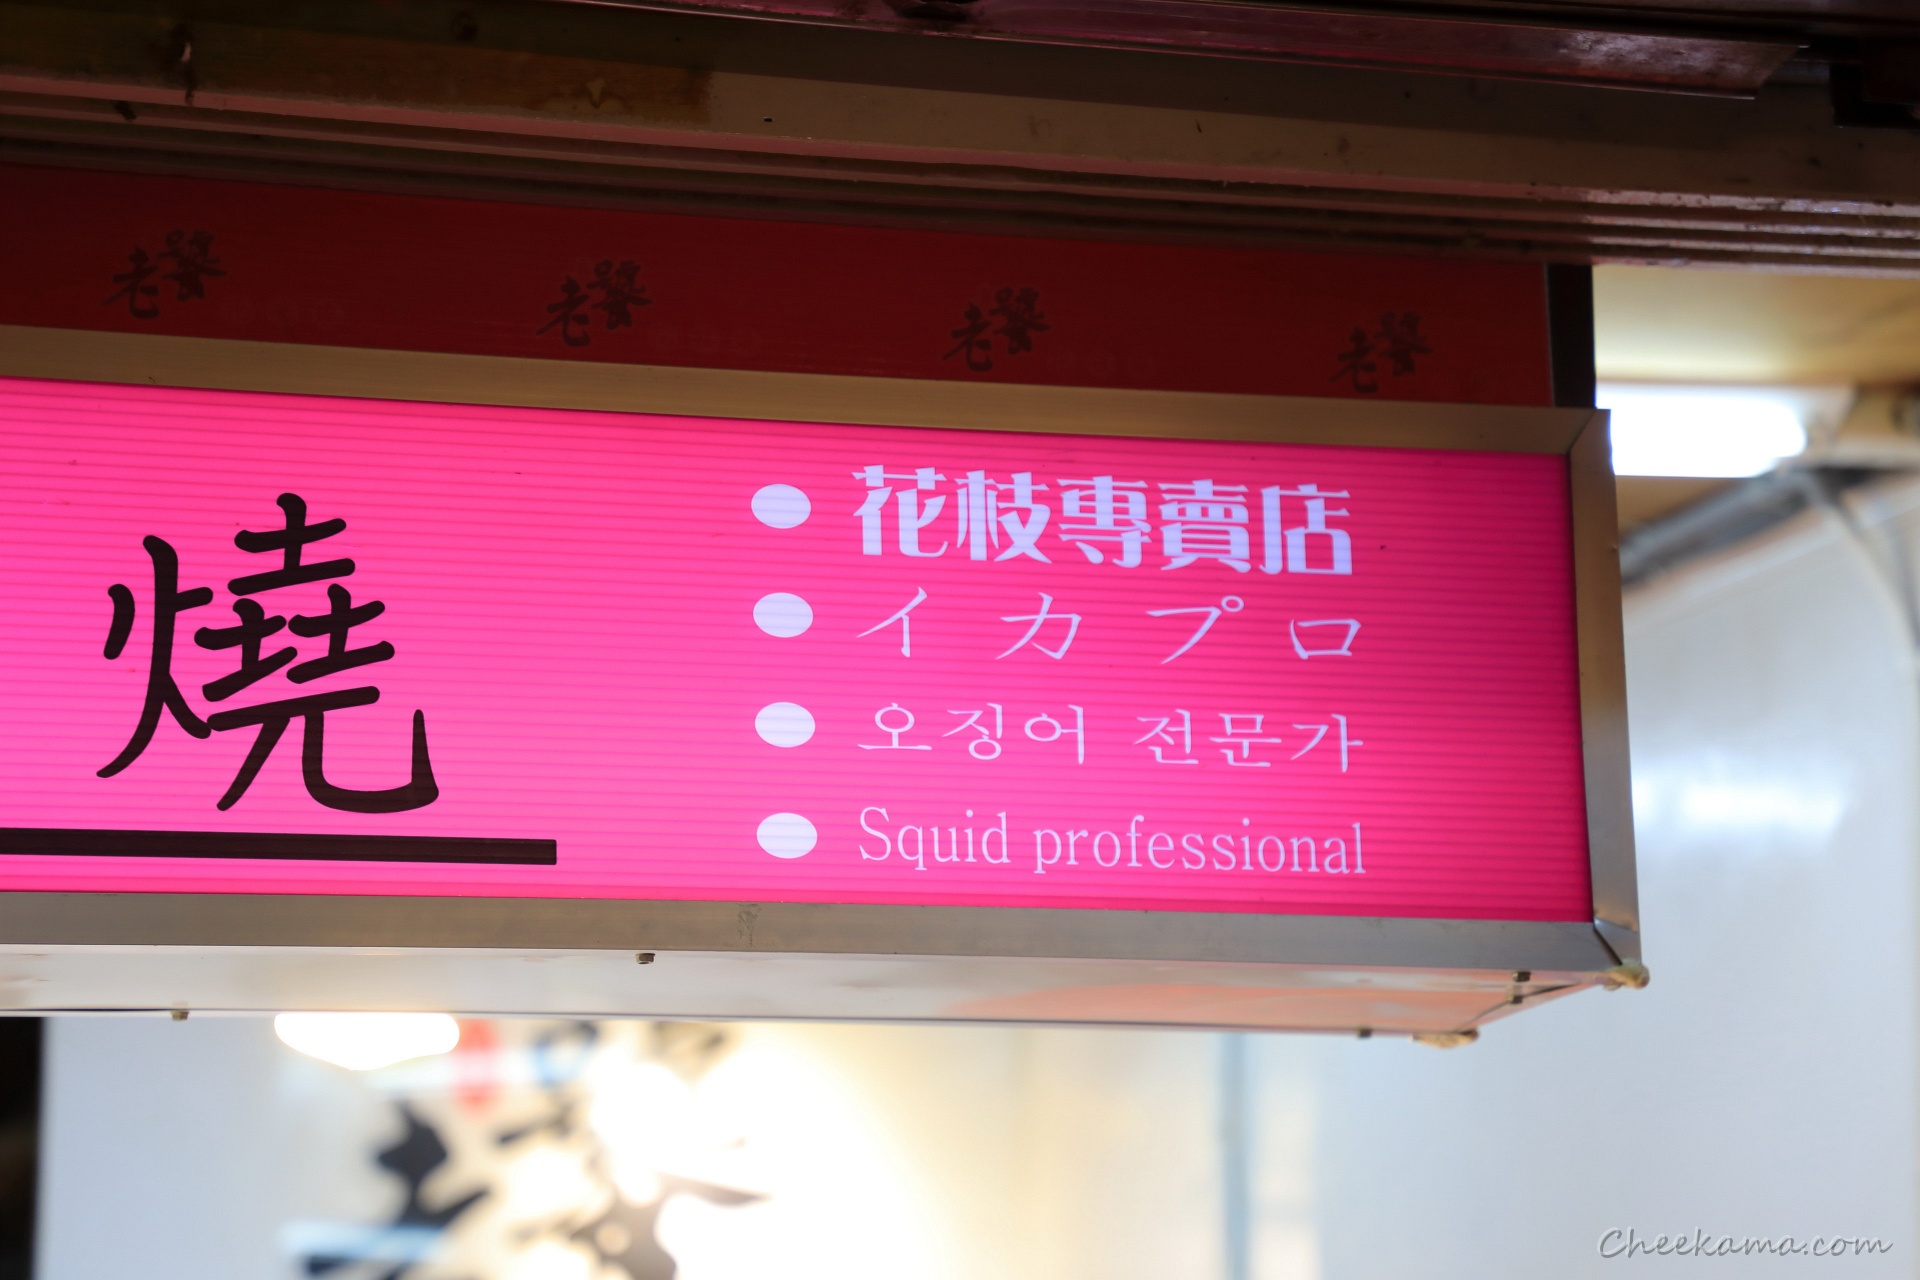 老饕 老饕 老饕 老饕
燒
花枝專賣店
イカプロ
오징어 전문가
Squid professional
Cheekama.com